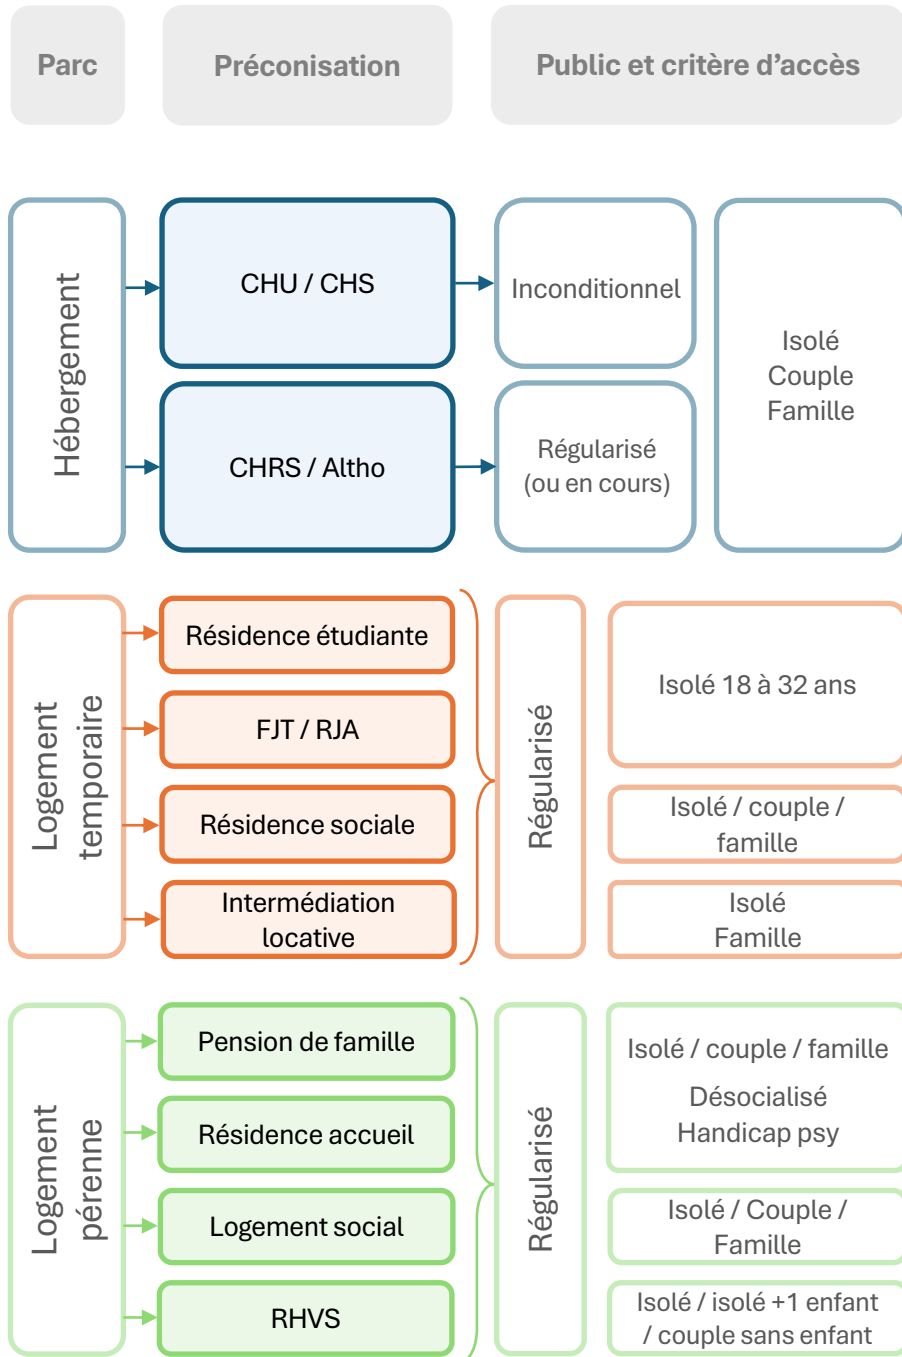 Parc
Préconisation
Public et critère d’accès
Hébergement
CHU / CHS
Inconditionnel
Isolé
Couple
Famille
CHRS / Altho
Régularisé
(ou en cours)
Logement
temporaire
Résidence étudiante
FJT / RJA
Résidence sociale
Intermédiation
locative
Régularisé
Isolé 18 à 32 ans
Isolé / couple /
famille
Isolé
Famille
Logement
pérenne
Pension de famille
Résidence accueil
Logement social
RHVS
Régularisé
Isolé / couple / famille
Désocialisé
Handicap psy
Isolé / Couple /
Famille
Isolé / isolé +1 enfant
/ couple sans enfant